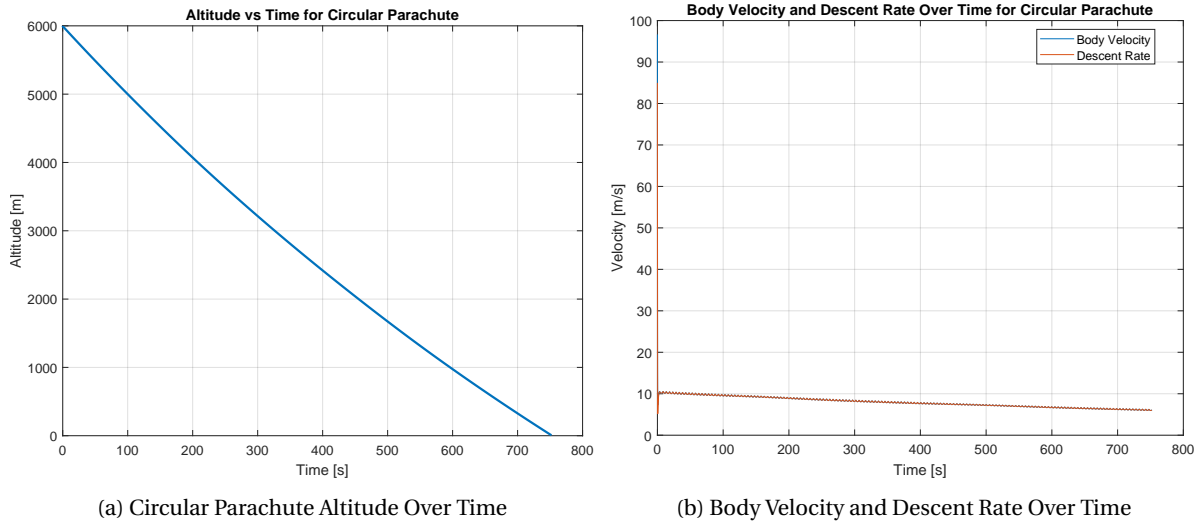 Altitude vs Time for Circular Parachute
6000
5000
4000
3000
2000
1000
0
Altitude [m]
0 100 200 300 400 500 600 700 800
Time [s]
(a) Circular Parachute Altitude Over Time
Body Velocity and Descent Rate Over Time for Circular Parachute
Body Velocity
Descent Rate
100
90
80
70
60
50
40
30
20
10
0
Velocity [m/s]
0 100 200 300 400 500 600 700 800
Time [s]
(b) Body Velocity and Descent Rate Over Time